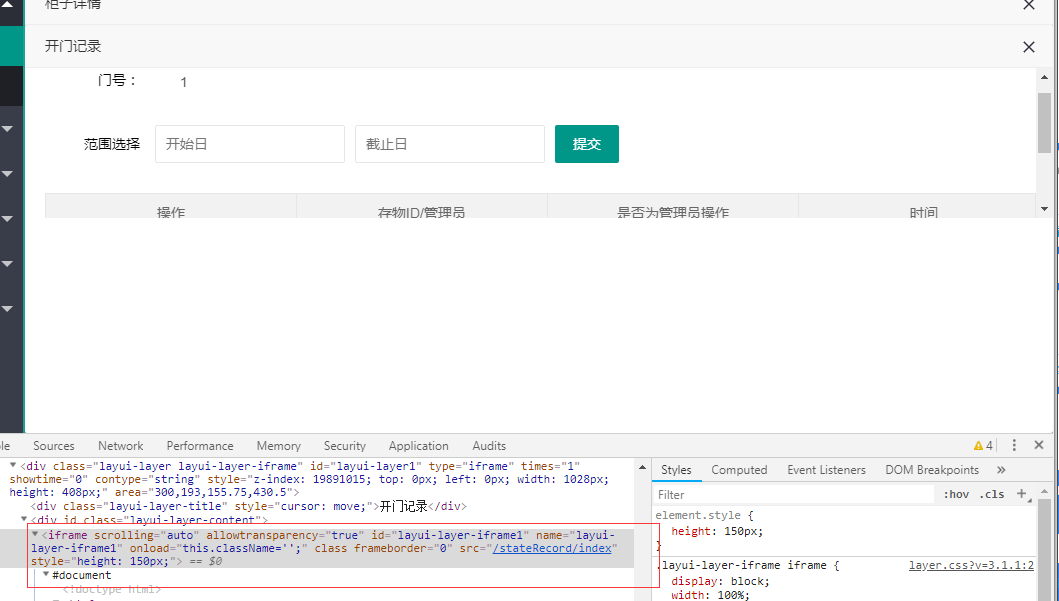 柜子详情
开门记录
门号： 1
范围选择 开始日 截止日 提交
操作 存物ID/管理员 是否为管理员操作 时间
le Sources Network Performance Memory Security Application Audits 4
<div class="layui-layer layui-layer-iframe" id="layui-layer1" type="iframe" times="1"
showtime="0" contype="string" style="z-index: 19891015; top: 0px; left: 0px; width: 1028px;
height: 408px;" area="300,193,155.75,430.5">
<div class="layui-layer-title" style="cursor: move;">开门记录</div>
<div id class="layui-layer-content">
<iframe scrolling="auto" allowtransparency="true" id="layui-layer-iframe1" name="layui-
layer-iframe1" onload="this.className='';" class frameborder="0" src="/stateRecord/index"
style="height: 150px;"> == $0
#document
<!doctype html>
Styles Computed Event Listeners DOM Breakpoints »
Filter :hov .cls +
element.style {
height: 150px;
}
.layui-layer-iframe iframe { layer.css?v=3.1.1:2
display: block;
width: 100%;